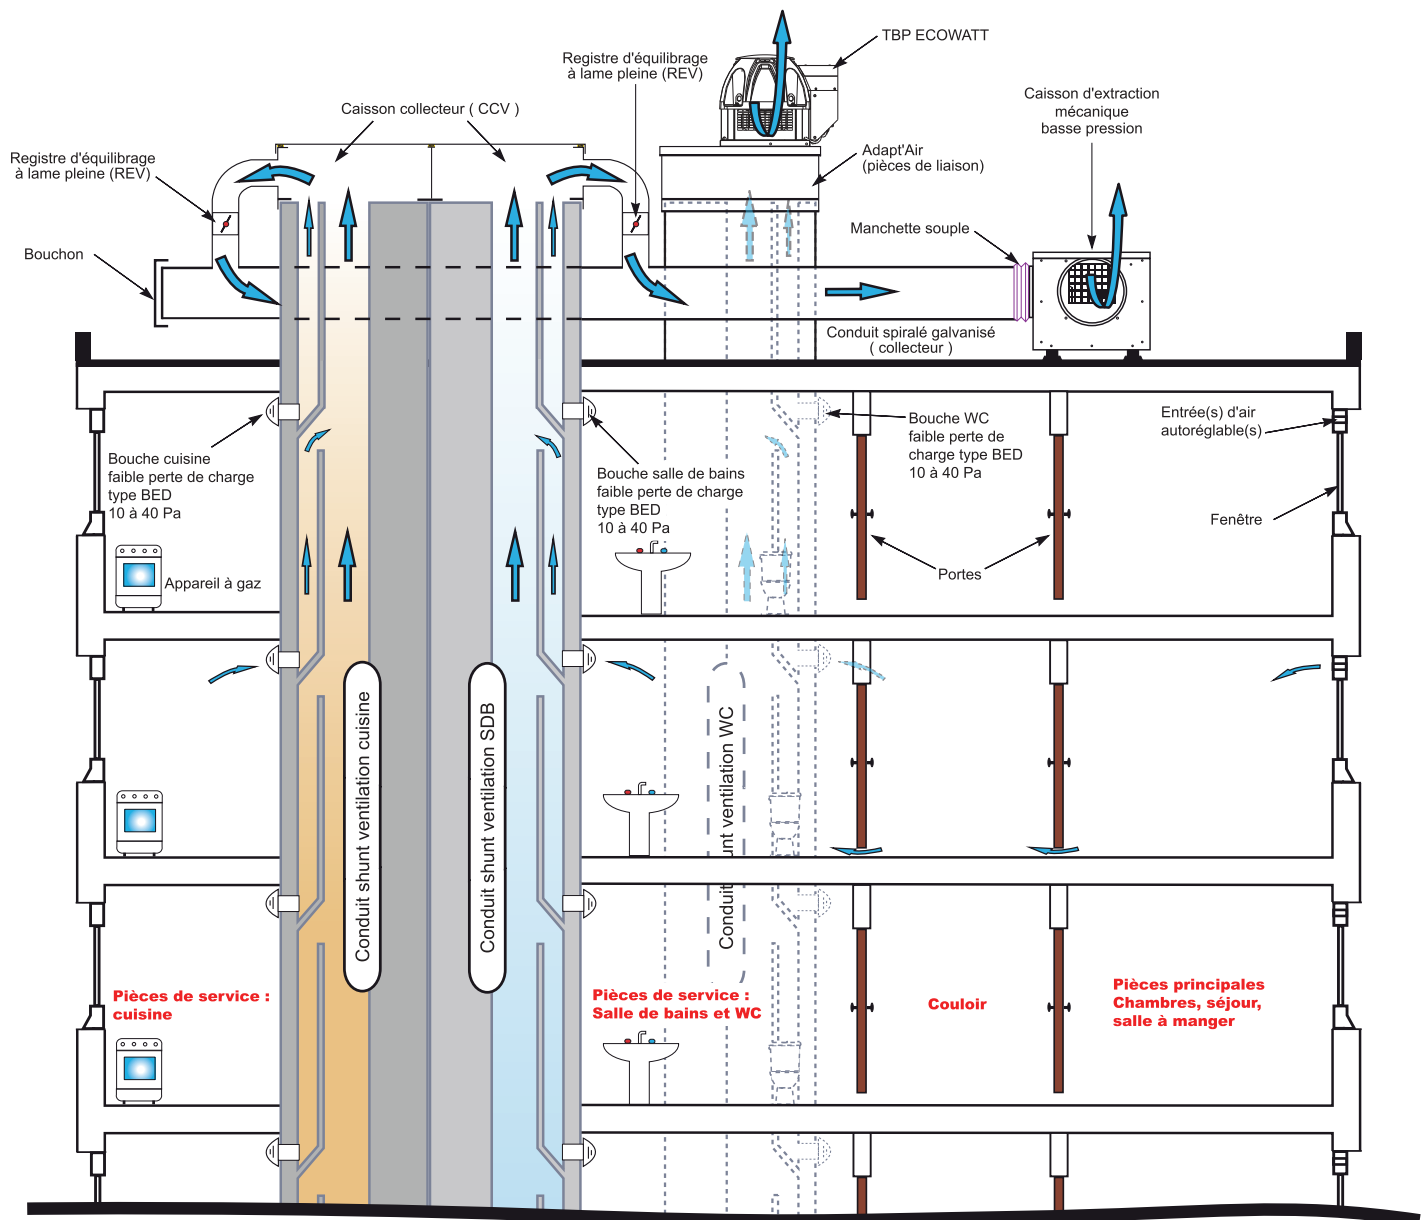 TBP ECOWATT
Registre d'équilibrage
à lame pleine (REV)
Caisson d'extraction
mécanique
basse pression
Caisson collecteur ( CCV )
Adapt'Air
(pièces de liaison)
Registre d'équilibrage
à lame pleine (REV)
Manchette souple
Bouchon
Conduit spiralé galvanisé
( collecteur )
Bouche cuisine
faible perte de charge
type BED
10 à 40 Pa
Bouche salle de bains
faible perte de charge
type BED
10 à 40 Pa
Bouche WC
faible perte de
charge type BED
10 à 40 Pa
Entrée(s) d'air
autoréglable(s)
Fenêtre
Appareil à gaz
Portes
Conduit shunt ventilation cuisine
Conduit shunt ventilation SDB
Conduit unt ventilation WC
Pièces de service :
cuisine
Pièces de service :
Salle de bains et WC
Couloir
Pièces principales
Chambres, séjour,
salle à manger